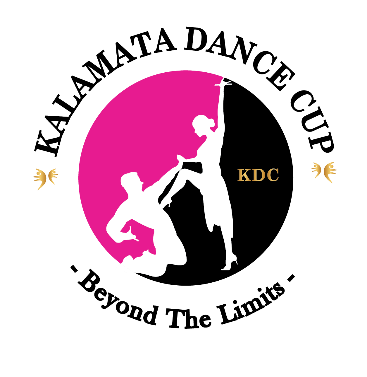 KALAMATA DANCE CUP
KDC
- Beyond The Limits -